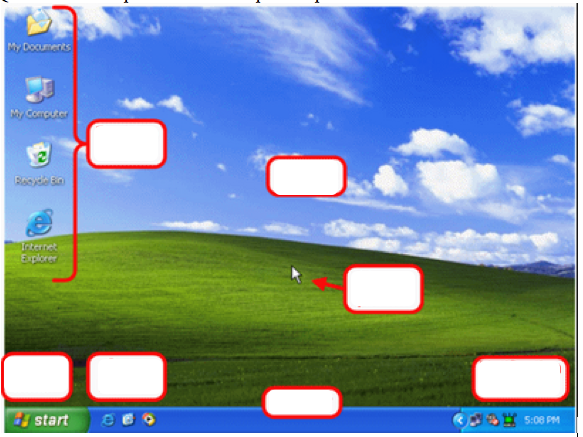 My Documents
My Computer
Recycle Bin
Internet
Explorer
start
5:08 PM